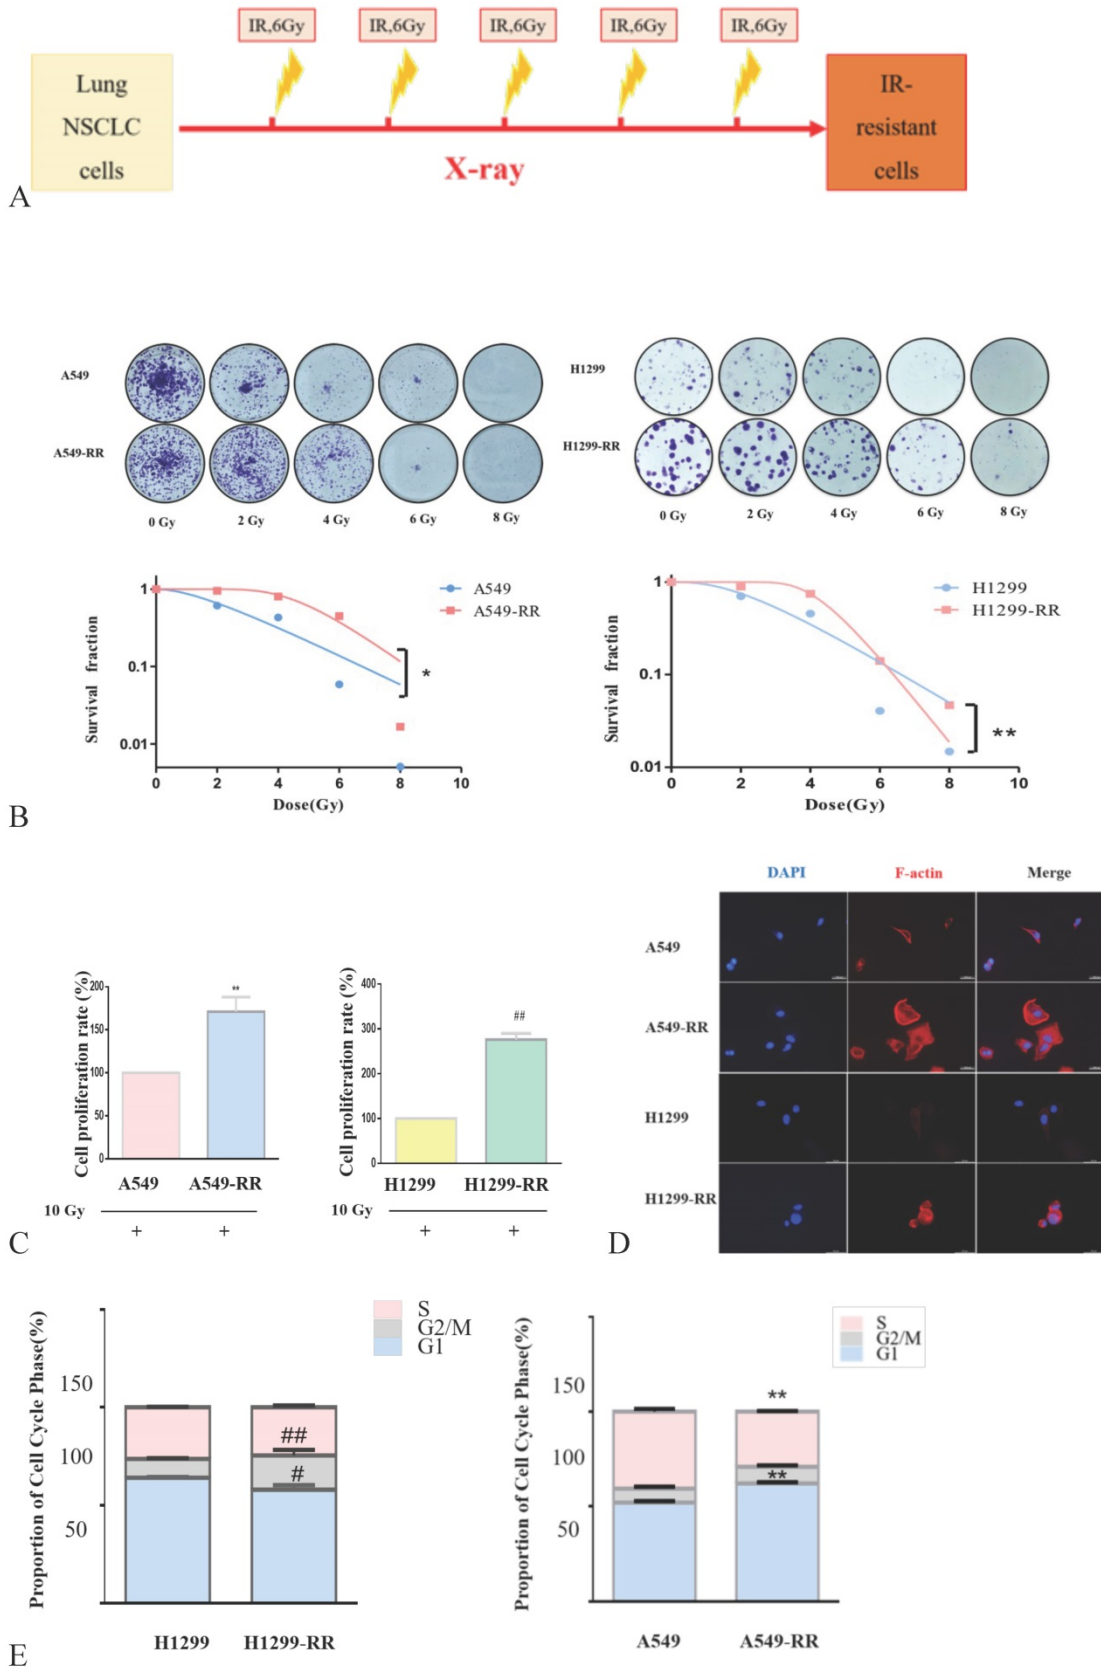 IR,6Gy IR,6Gy IR,6Gy IR,6Gy IR,6Gy
Lung
NSCLC
cells
X-ray
IR-
resistant
cells
A
A549
A549-RR
0 Gy 2 Gy 4 Gy 6 Gy 8 Gy
H1299
H1299-RR
0 Gy 2 Gy 4 Gy 6 Gy 8 Gy
Survival fraction
1
0.1
0.01
0 2 4 6 8 10
Dose(Gy)
A549
A549-RR
*
Survival fraction
1
0.1
0.01
0 2 4 6 8 10
Dose(Gy)
H1299
H1299-RR
**
B
Cell proliferation rate (%)
200
150
100
50
0
**
A549 A549-RR
10 Gy
+ +
Cell proliferation rate (%)
400
300
200
100
0
##
H1299 H1299-RR
10 Gy
+ +
C
DAPI F-actin Merge
A549
A549-RR
H1299
H1299-RR
D
Proportion of Cell Cycle Phase(%)
150
100
50
S
G2/M
G1
##
#
H1299 H1299-RR
Proportion of Cell Cycle Phase(%)
150
100
50
S
G2/M
G1
**
**
A549 A549-RR
E